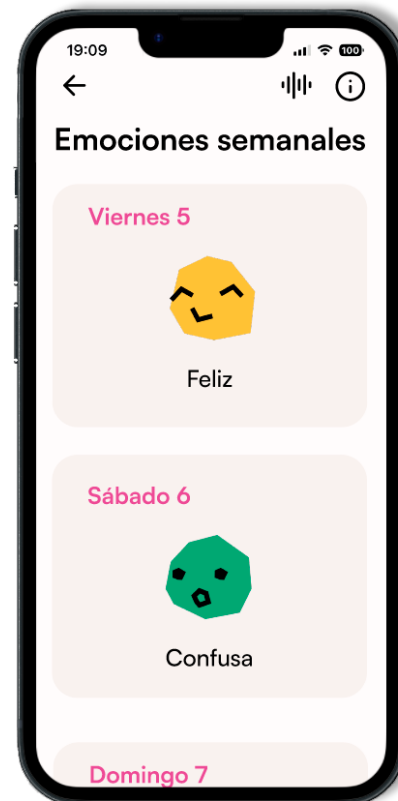 19:09
100
Emociones semanales
Viernes 5
Feliz
Sábado 6
Confusa
Domingo 7